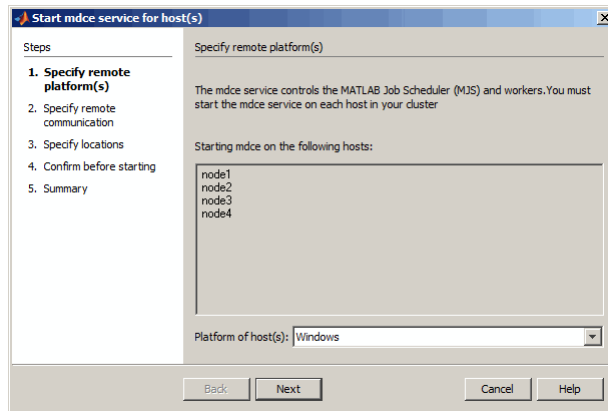 Start mdce service for host(s)
Steps
1. Specify remote
platform(s)
2. Specify remote
communication
3. Specify locations
4. Confirm before starting
5. Summary
Specify remote platform(s)
The mdce service controls the MATLAB Job Scheduler (MJS) and workers.You must
start the mdce service on each host in your cluster
Starting mdce on the following hosts:
node1
node2
node3
node4
Platform of host(s): Windows
Back Next Cancel Help